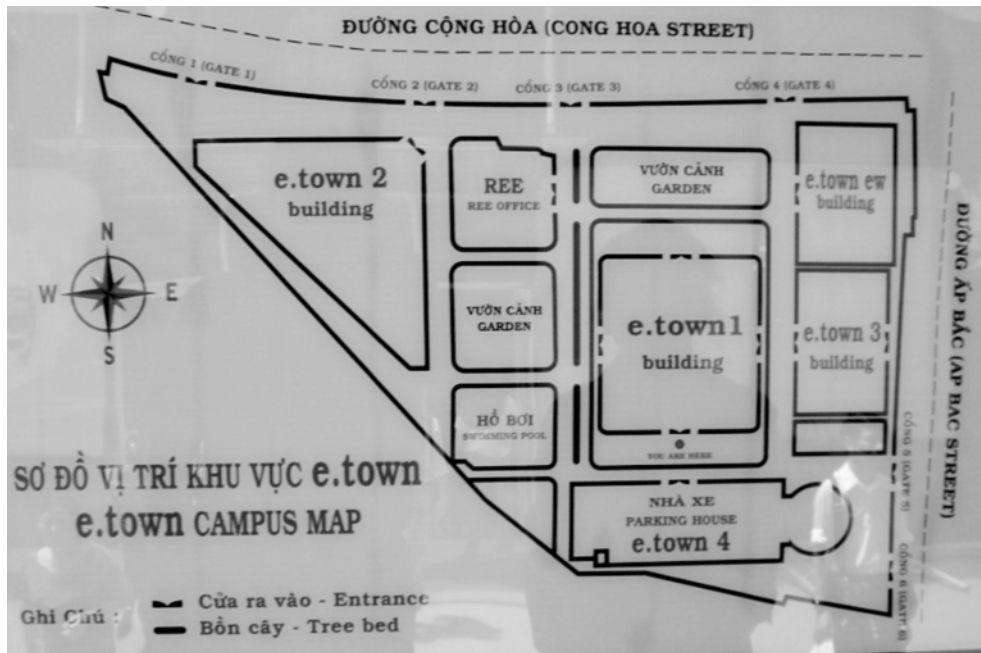 ĐƯỜNG CỘNG HÒA (CONG HOA STREET)
CỔNG 1 (GATE 1)
CỔNG 2 (GATE 2)
CỔNG 3 (GATE 3)
CỔNG 4 (GATE 4)
e.town 2
building
REE
REE OFFICE
VƯỜN CẢNH
GARDEN
e.town ew
building
N
W
E
S
VƯỜN CẢNH
GARDEN
e.town1
building
e.town 3
building
ĐƯỜNG ẤP BẮC (AP BAC STREET)
HỒ BƠI
SWIMMING POOL
YOU ARE HERE
CỔNG 5 (GATE 5)
SƠ ĐỒ VỊ TRÍ KHU VỰC e.town
e.town CAMPUS MAP
NHÀ XE
PARKING HOUSE
e.town 4
CỔNG 6 (GATE 6)
Ghi Chú :
Cửa ra vào - Entrance
Bồn cây - Tree bed